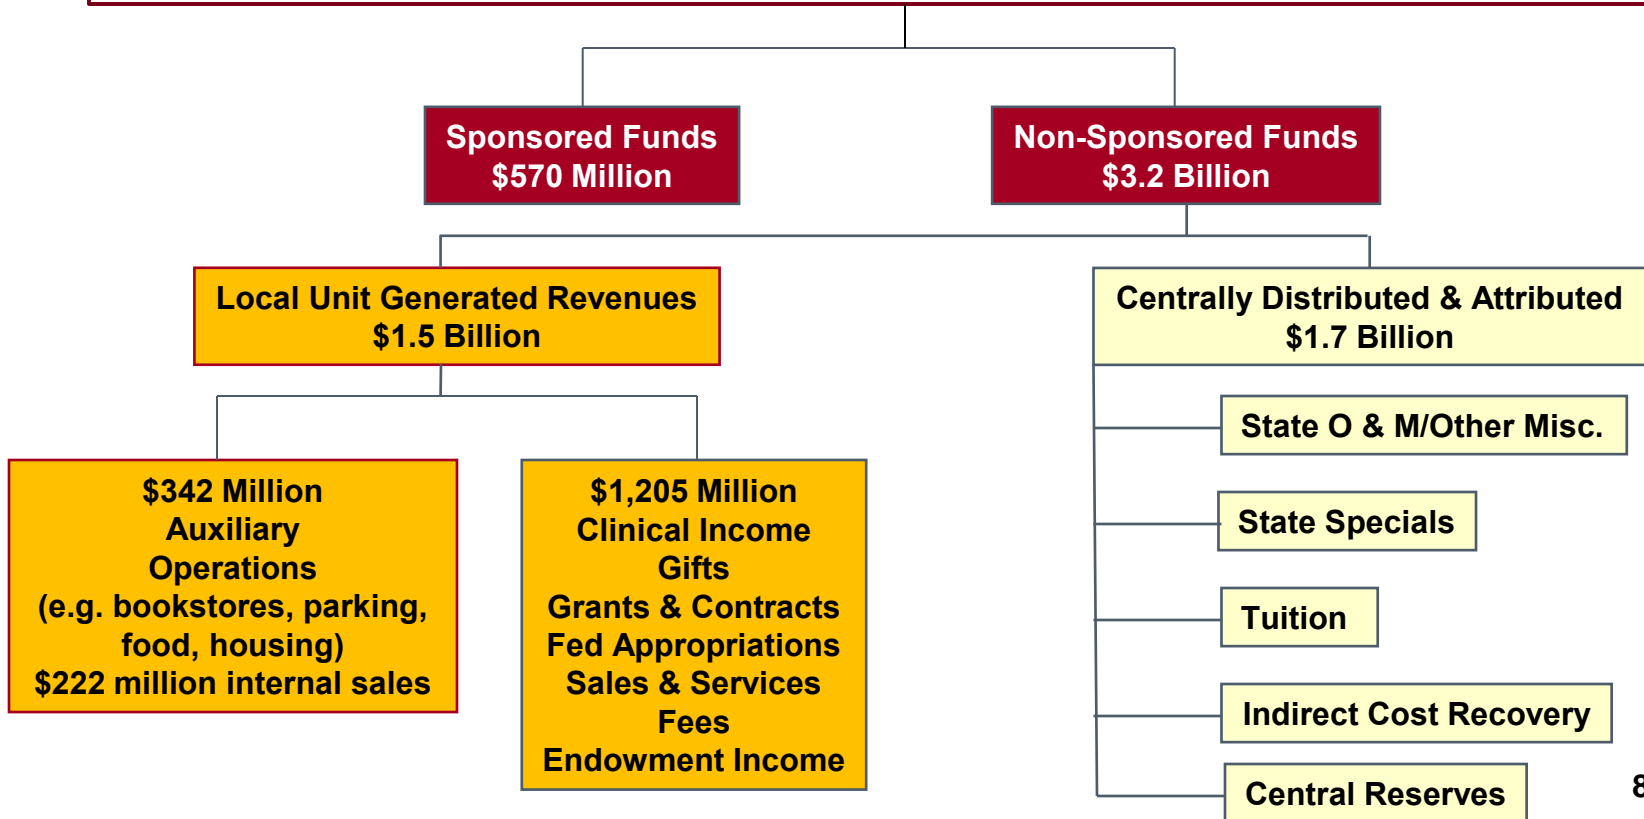 Sponsored Funds
$570 Million
Non-Sponsored Funds
$3.2 Billion
Local Unit Generated Revenues
$1.5 Billion
Centrally Distributed & Attributed
$1.7 Billion
$342 Million
Auxiliary
Operations
(e.g. bookstores, parking,
food, housing)
$222 million internal sales
$1,205 Million
Clinical Income
Gifts
Grants & Contracts
Fed Appropriations
Sales & Services
Fees
Endowment Income
State O & M/Other Misc.
State Specials
Tuition
Indirect Cost Recovery
Central Reserves
8